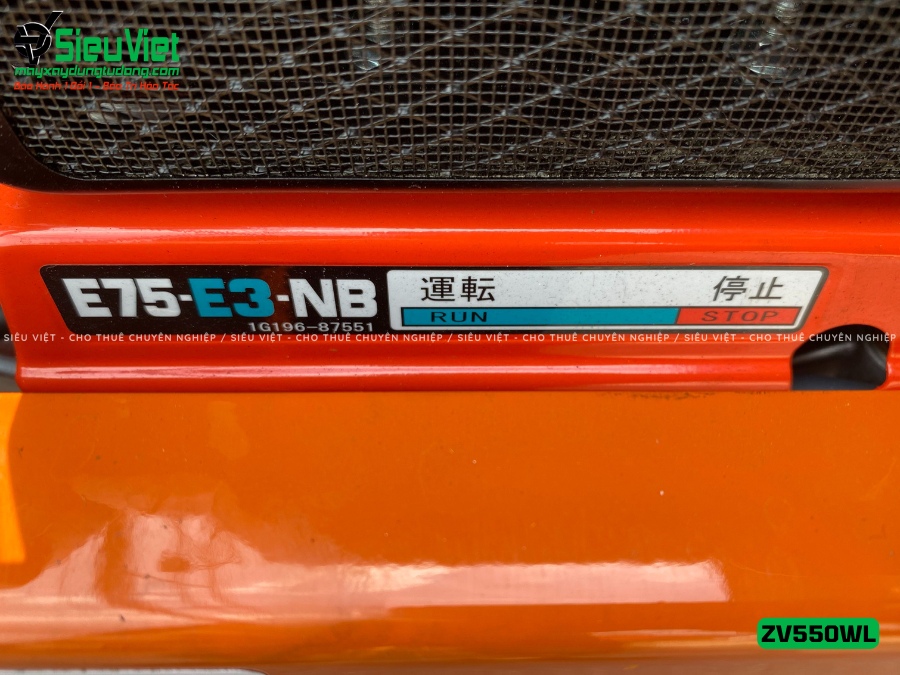 SieuViet
mayxaydungtudong.com
E75-E3-NB
1G196-87551
運転 停止
RUN STOP
SIÊU VIỆT - CHO THUÊ CHUYÊN NGHIỆP / SIÊU VIỆT - CHO THUÊ CHUYÊN NGHIỆP / SIÊU VIỆT - CHO THUÊ CHUYÊN NGHIỆP / SIÊU VIỆT - CHO THUÊ CHUYÊN NGHIỆP
ZV550WL